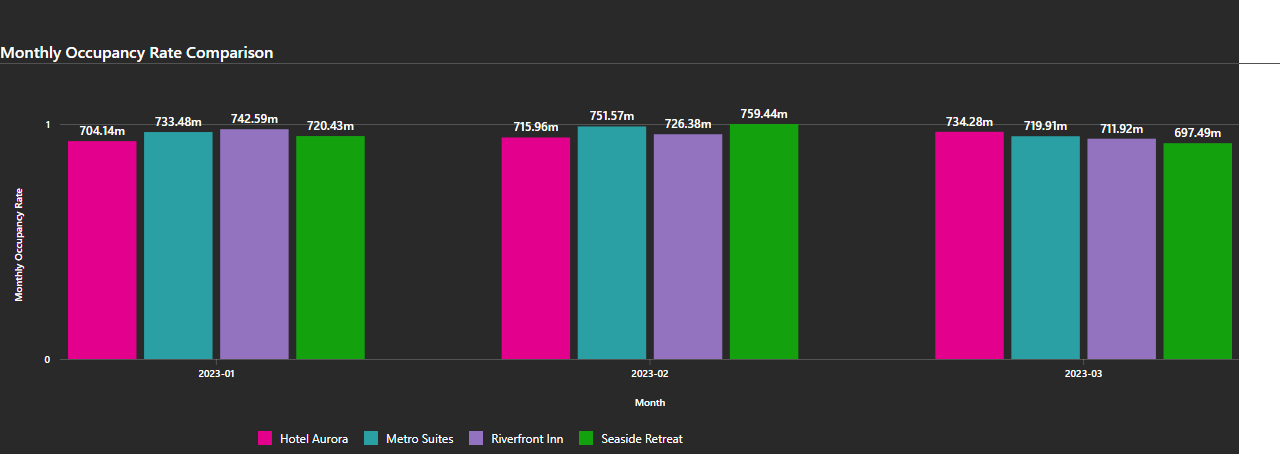 Monthly Occupancy Rate Comparison
1
704.14m 733.48m 742.59m 720.43m 715.96m 751.57m 726.38m 759.44m 734.28m 719.91m 711.92m 697.49m
Monthly Occupancy Rate
0
2023-01 2023-02 2023-03
Month
Hotel Aurora Metro Suites Riverfront Inn Seaside Retreat